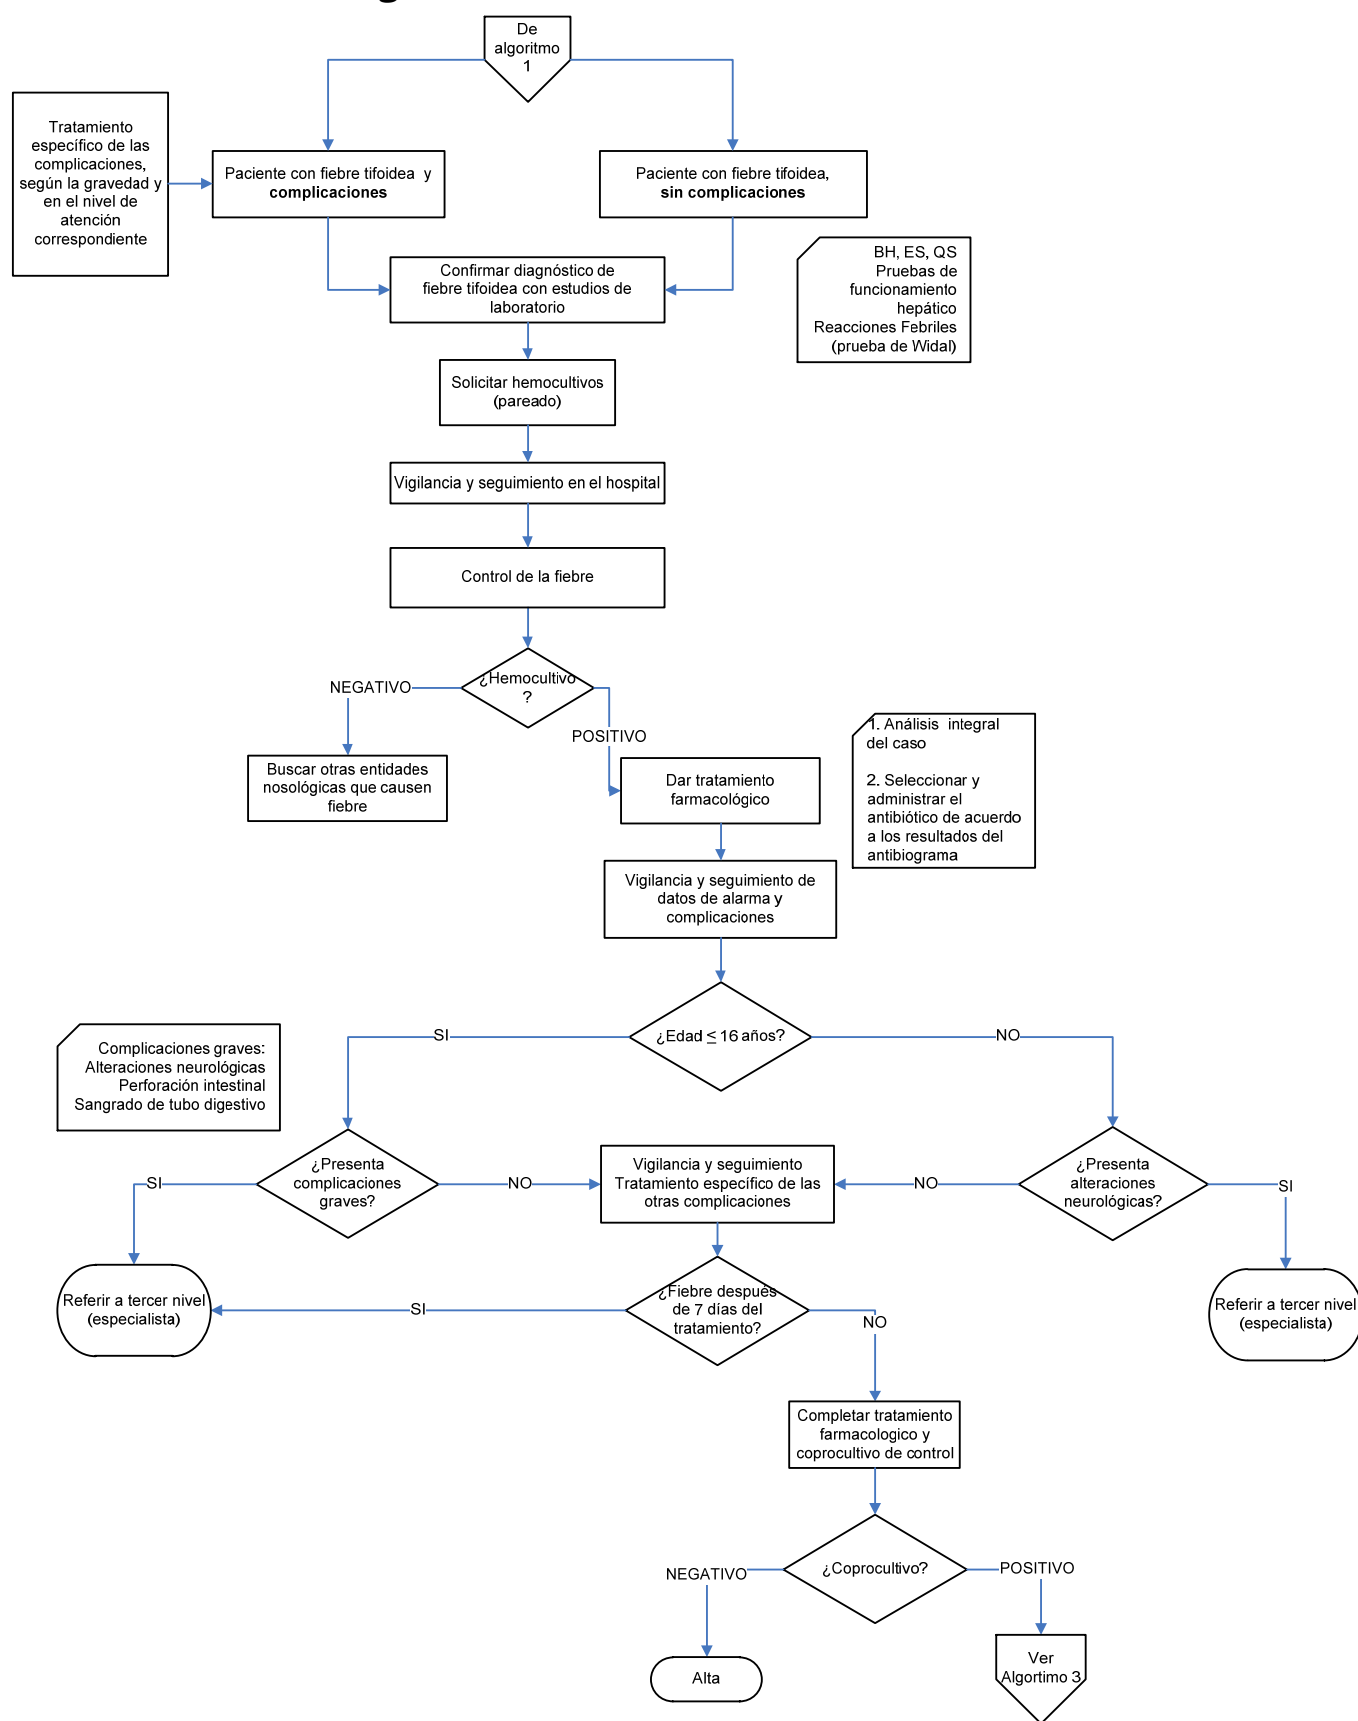 De
algoritmo
1
Tratamiento
específico de las
complicaciones,
según la gravedad y
en el nivel de
atención
correspondiente
Paciente con fiebre tifoidea y
complicaciones
Paciente con fiebre tifoidea,
sin complicaciones
Confirmar diagnóstico de
fiebre tifoidea con estudios de
laboratorio
BH, ES, QS
Pruebas de
funcionamiento
hepático
Reacciones Febriles
(prueba de Widal)
Solicitar hemocultivos
(pareado)
Vigilancia y seguimiento en el hospital
Control de la fiebre
¿Hemocultivo
?
NEGATIVO
POSITIVO
Buscar otras entidades
nosológicas que causen
fiebre
Dar tratamiento
farmacológico
1. Análisis integral
del caso
2. Seleccionar y
administrar el
antibiótico de acuerdo
a los resultados del
antibiograma
Vigilancia y seguimiento de
datos de alarma y
complicaciones
¿Edad ≤ 16 años?
SI
NO
Complicaciones graves:
Alteraciones neurológicas
Perforación intestinal
Sangrado de tubo digestivo
¿Presenta
complicaciones
graves?
SI
NO
Vigilancia y seguimiento
Tratamiento específico de las
otras complicaciones
NO
¿Presenta
alteraciones
neurológicas?
SI
Referir a tercer nivel
(especialista)
SI
¿Fiebre después
de 7 días del
tratamiento?
NO
Referir a tercer nivel
(especialista)
Completar tratamiento
farmacologico y
coprocultivo de control
¿Coprocultivo?
NEGATIVO
POSITIVO
Alta
Ver
Algortimo 3